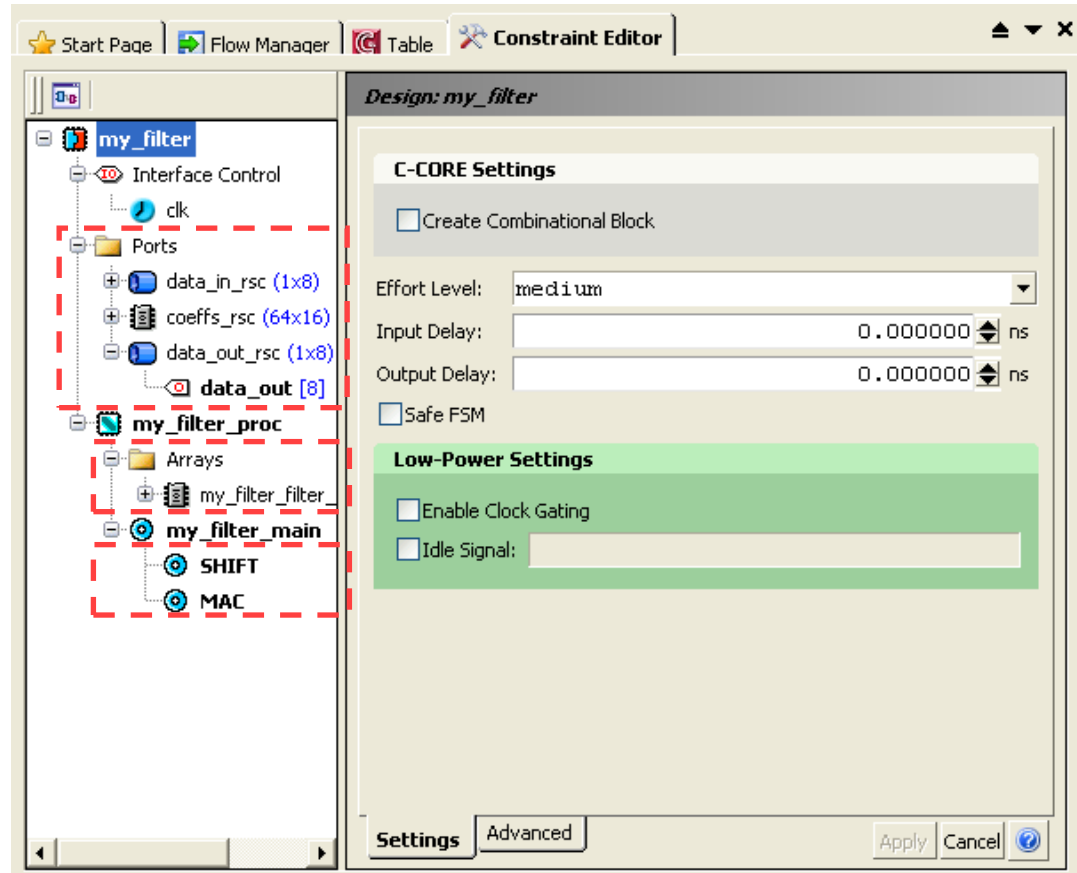 Start Page
Flow Manager
Table
Constraint Editor
my_filter
Interface Control
clk
Ports
data_in_rsc (1x8)
coeffs_rsc (64x16)
data_out_rsc (1x8)
data_out [8]
my_filter_proc
Arrays
my_filter_filter_
my_filter_main
SHIFT
MAC
Design: my_filter
C-CORE Settings
Create Combinational Block
Effort Level: medium
Input Delay: 0.000000 ns
Output Delay: 0.000000 ns
Safe FSM
Low-Power Settings
Enable Clock Gating
Idle Signal:
Settings Advanced
Apply Cancel